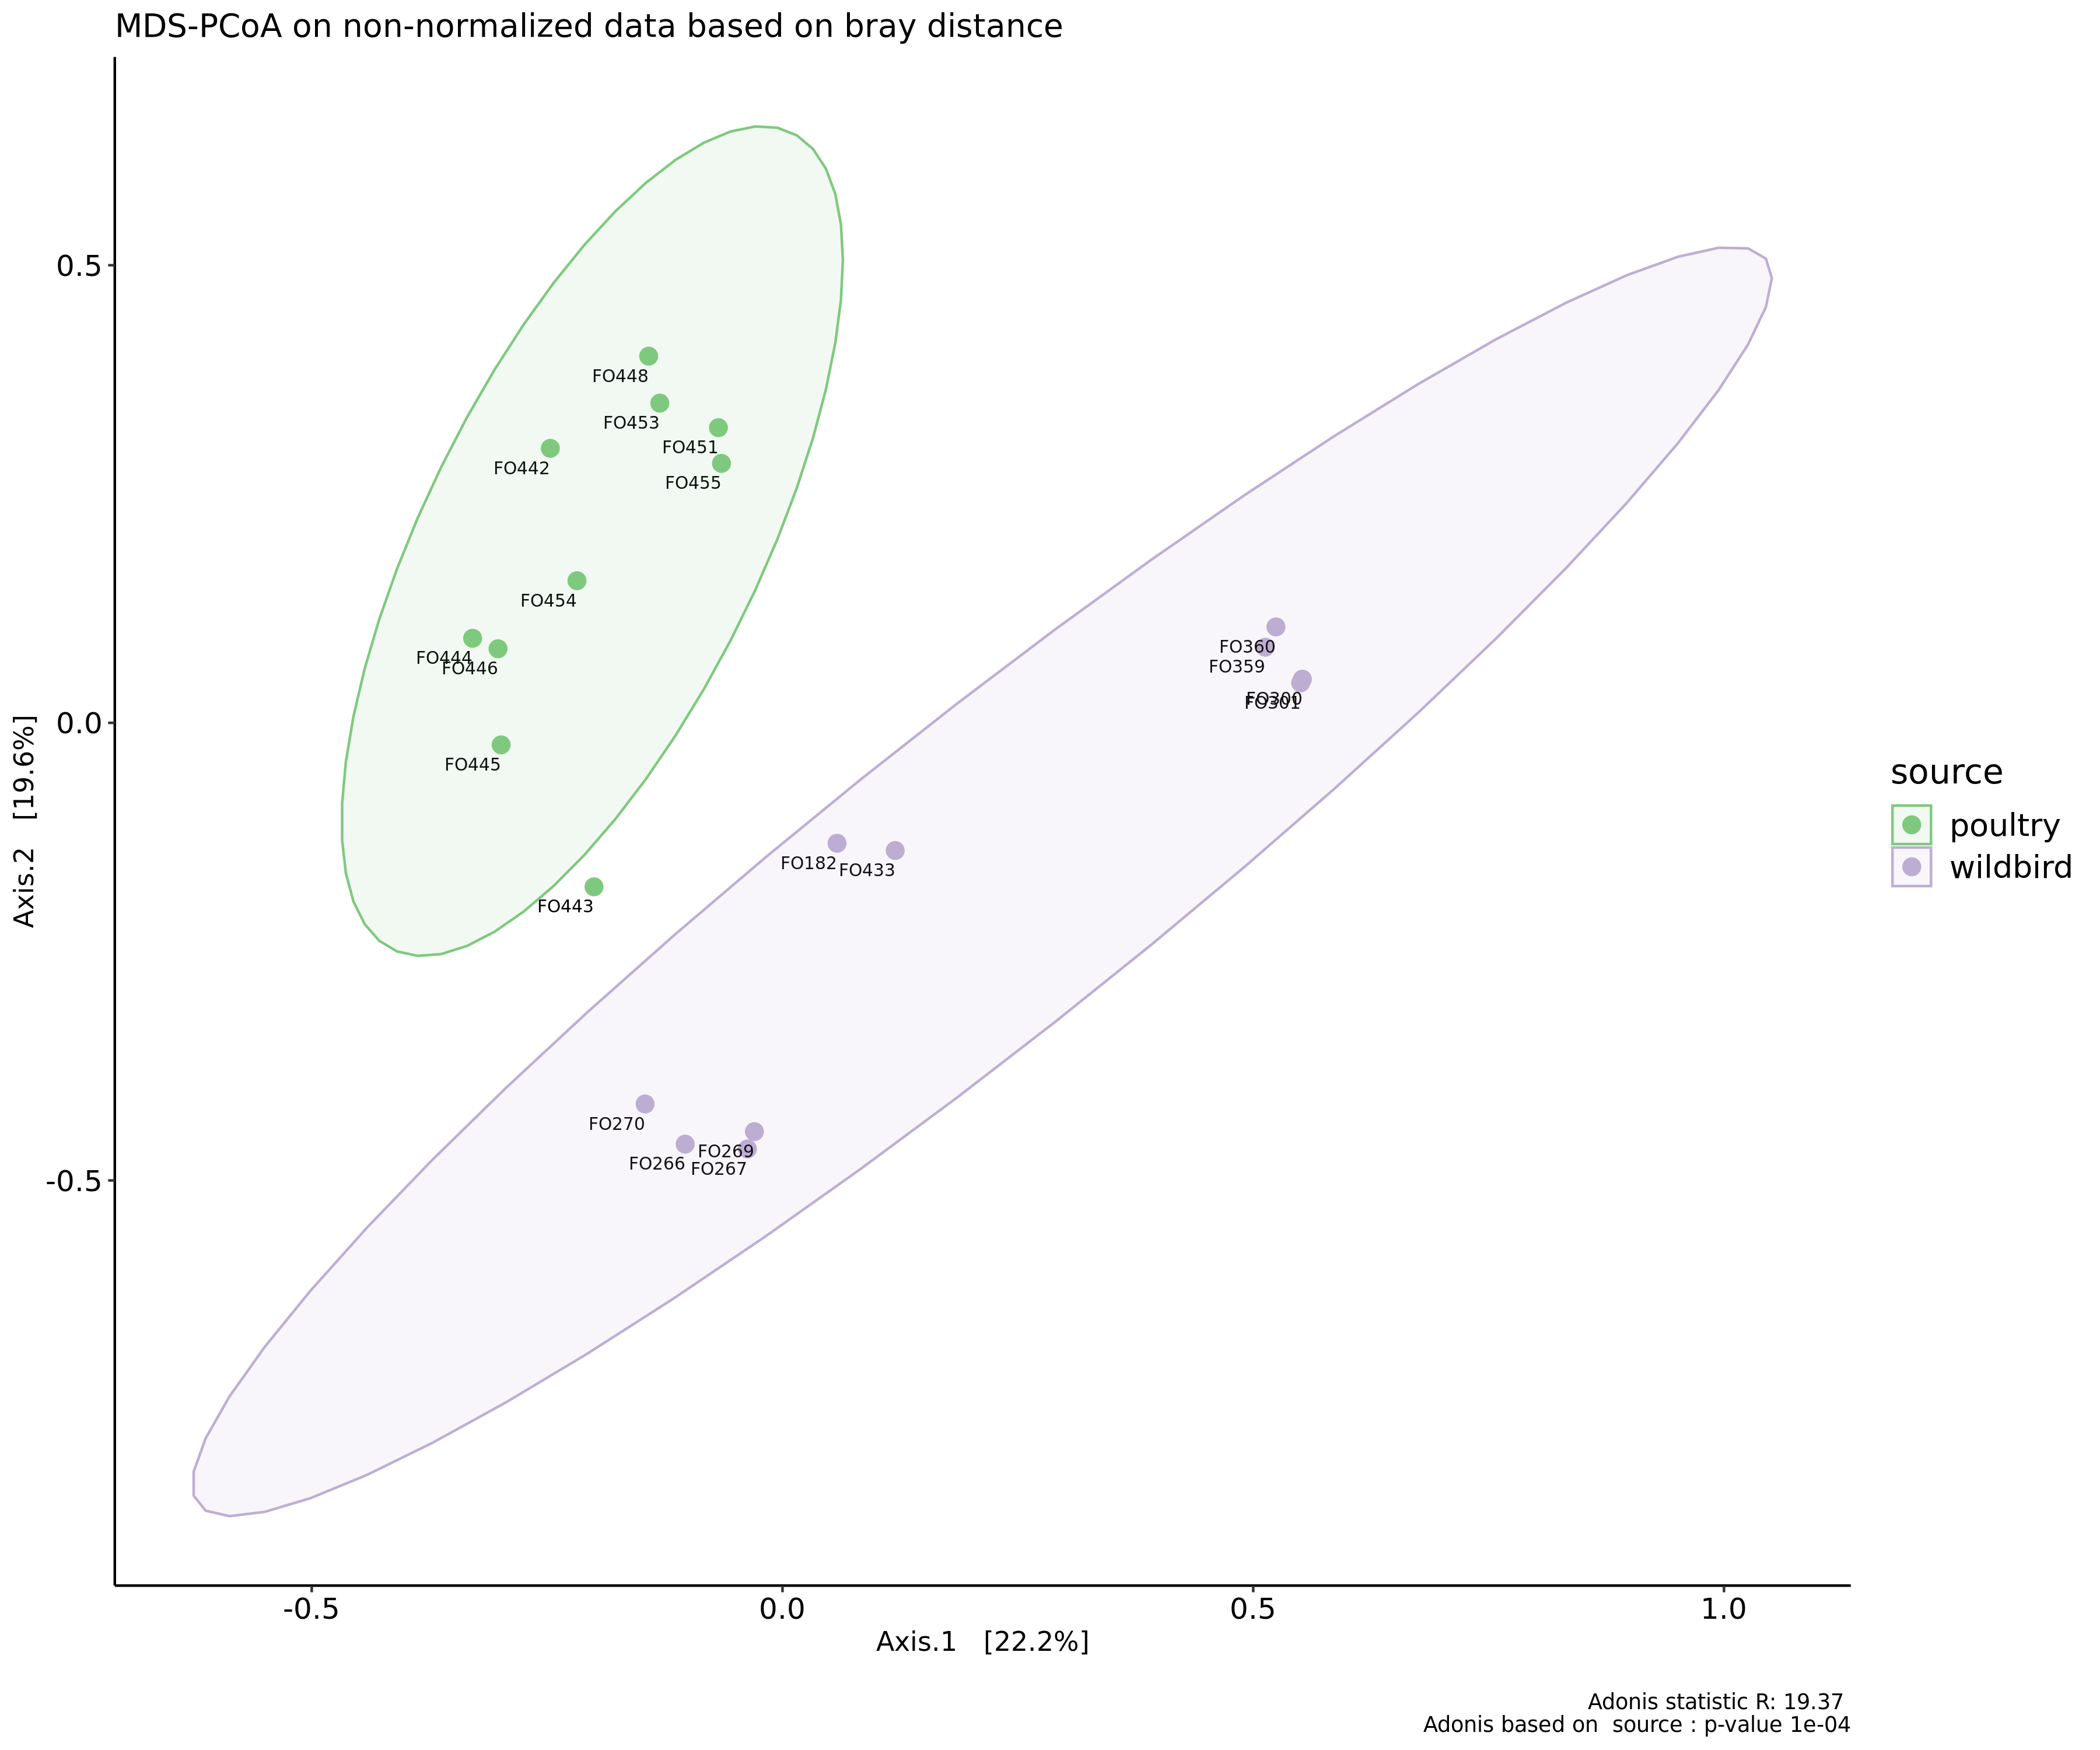 MDS-PCoA on non-normalized data based on bray distance
0.5
0.0
-0.5
Axis.2   [19.6%]
FO448
FO453
FO451
FO442
FO455
FO454
FO444
FO446
FO445
FO443
FO360
FO359
FO300
FO301
FO182
FO433
FO270
FO269
FO266
FO267
-0.5
0.0
0.5
1.0
Axis.1   [22.2%]
source
poultry
wildbird
Adonis statistic R: 19.37
Adonis based on  source : p-value 1e-04